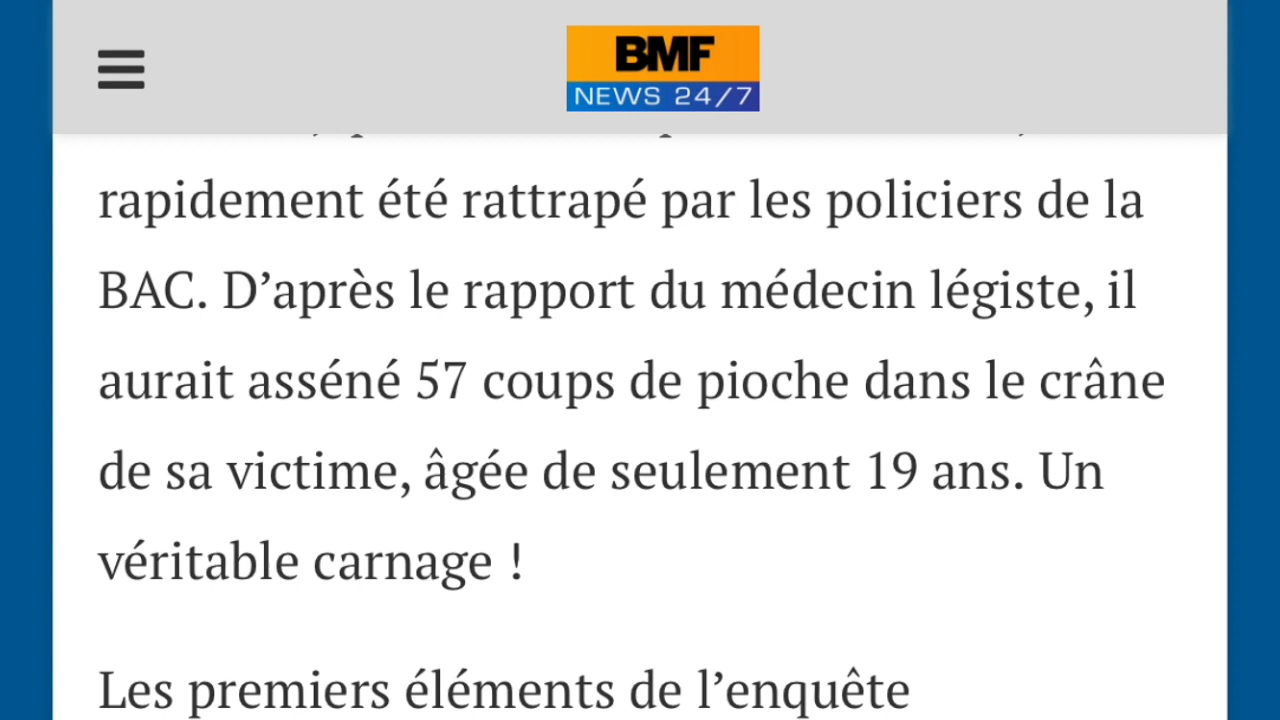 BMF
NEWS 24/7
rapidement été rattrapé par les policiers de la
BAC. D’après le rapport du médecin légiste, il
aurait asséné 57 coups de pioche dans le crâne
de sa victime, âgée de seulement 19 ans. Un
véritable carnage !
Les premiers éléments de l’enquête